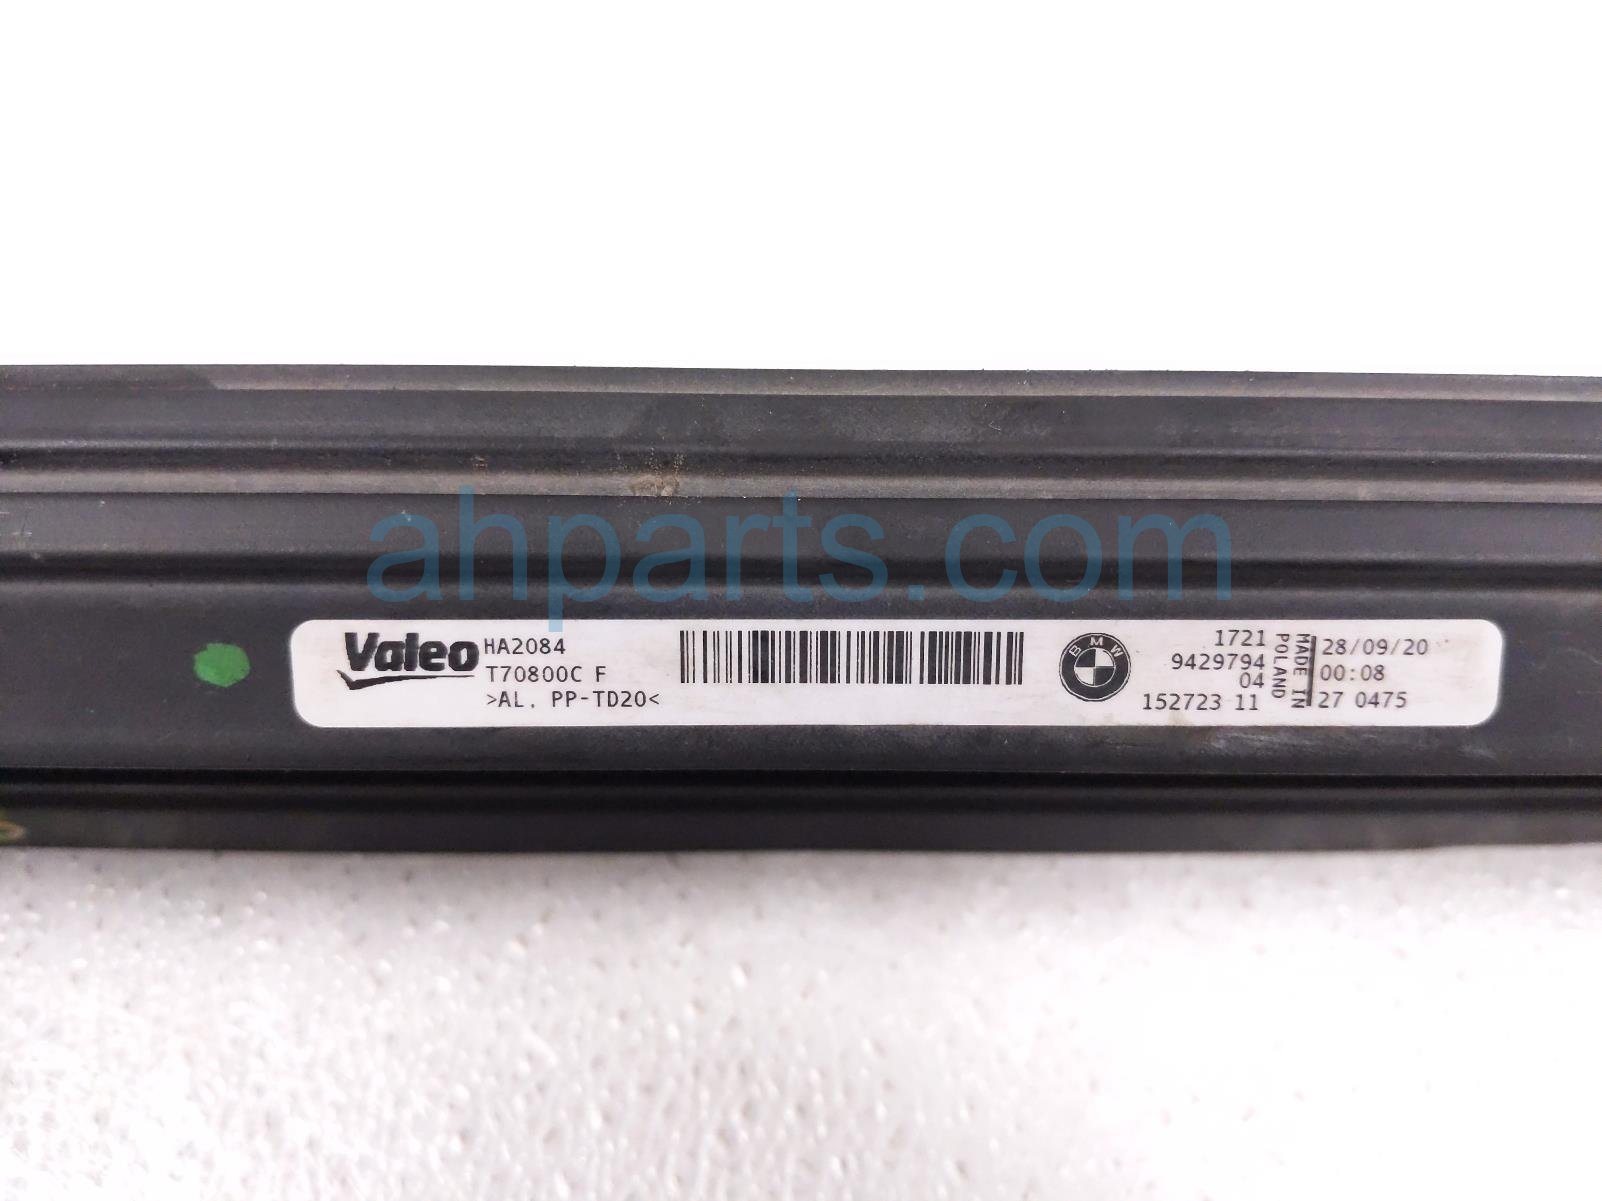 ahparts.com
Valeo HA2084
T70800C F
>AL. PP-TD20<
BMW
1721
9429794
04
152723 11
MADE IN
POLAND
28/09/20
00:08
27 0475